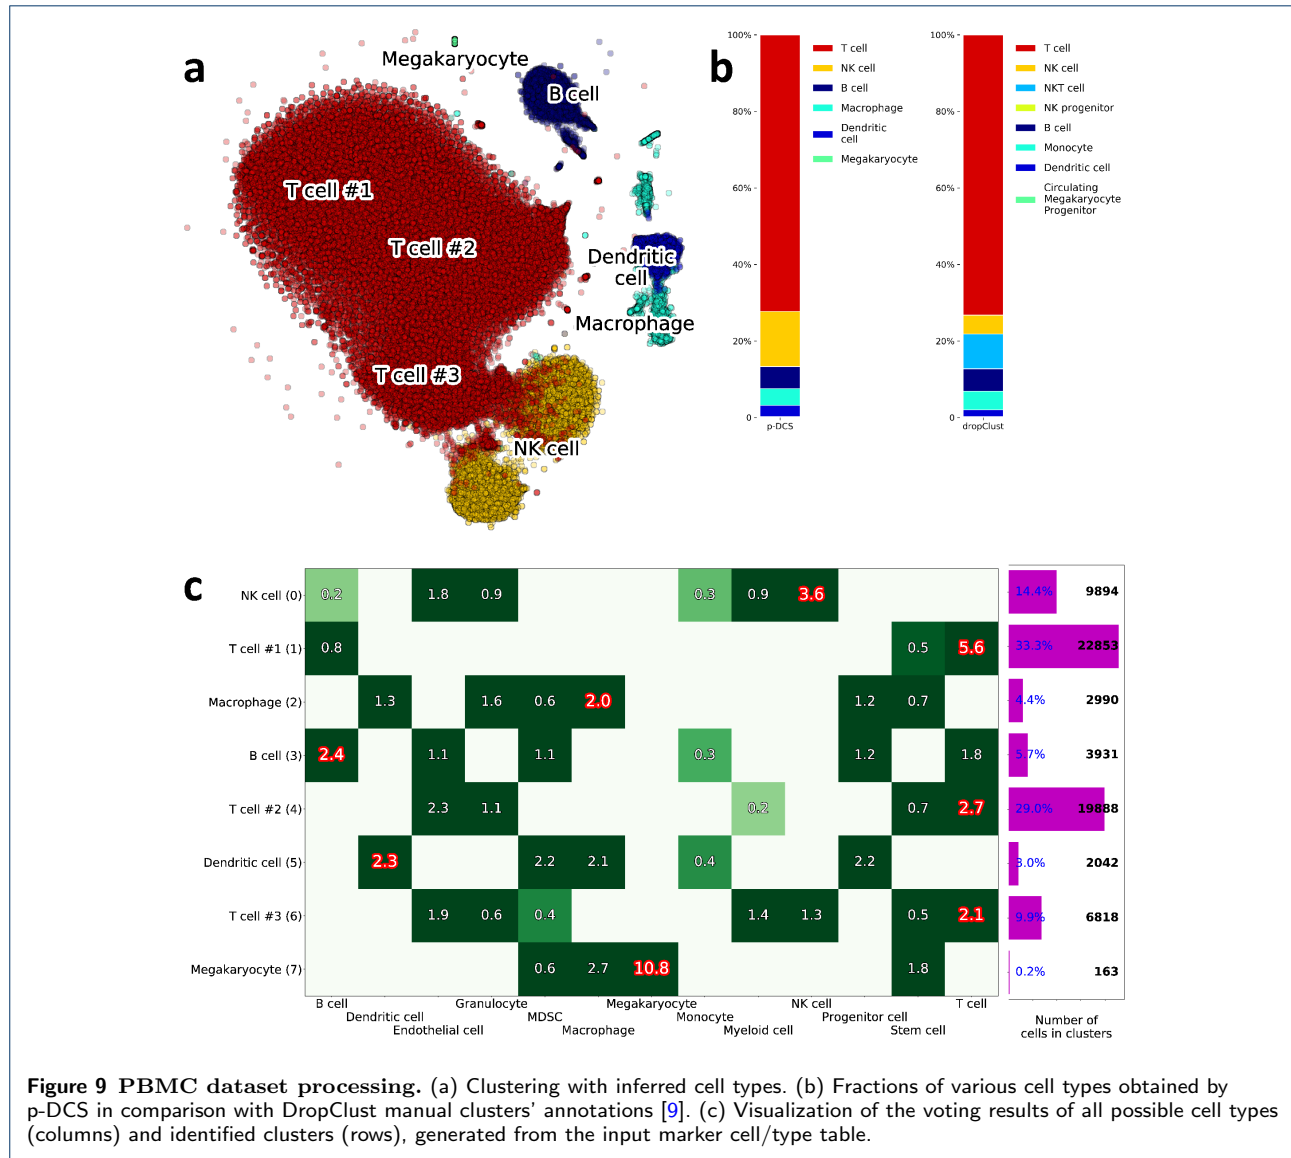 a
Megakaryocyte
B cell
T cell #1
T cell #2
Dendritic
cell
Macrophage
T cell #3
NK cell
b
100%
80%
60%
40%
20%
0
p-DCS
T cell
NK cell
B cell
Macrophage
Dendritic
cell
Megakaryocyte
100%
80%
60%
40%
20%
0
dropClust
T cell
NK cell
NKT cell
NK progenitor
B cell
Monocyte
Dendritic cell
Circulating
Megakaryocyte
Progenitor
c
NK cell (0) 0.2 1.8 0.9 0.3 0.9 3.6 14.4% 9894
T cell #1 (1) 0.8 0.5 5.6 33.3% 22853
Macrophage (2) 1.3 1.6 0.6 2.0 1.2 0.7 4.4% 2990
B cell (3) 2.4 1.1 1.1 0.3 1.2 1.8 5.7% 3931
T cell #2 (4) 2.3 1.1 0.2 0.7 2.7 29.0% 19888
Dendritic cell (5) 2.3 2.2 2.1 0.4 2.2 3.0% 2042
T cell #3 (6) 1.9 0.6 0.4 1.4 1.3 0.5 2.1 9.9% 6818
Megakaryocyte (7) 0.6 2.7 10.8 1.8 0.2% 163
B cell Granulocyte Megakaryocyte NK cell T cell
Dendritic cell MDSC Monocyte Progenitor cell
Endothelial cell Macrophage Myeloid cell Stem cell
Number of
cells in clusters
Figure 9 PBMC dataset processing. (a) Clustering with inferred cell types. (b) Fractions of various cell types obtained by
p-DCS in comparison with DropClust manual clusters' annotations [9]. (c) Visualization of the voting results of all possible cell types
(columns) and identified clusters (rows), generated from the input marker cell/type table.